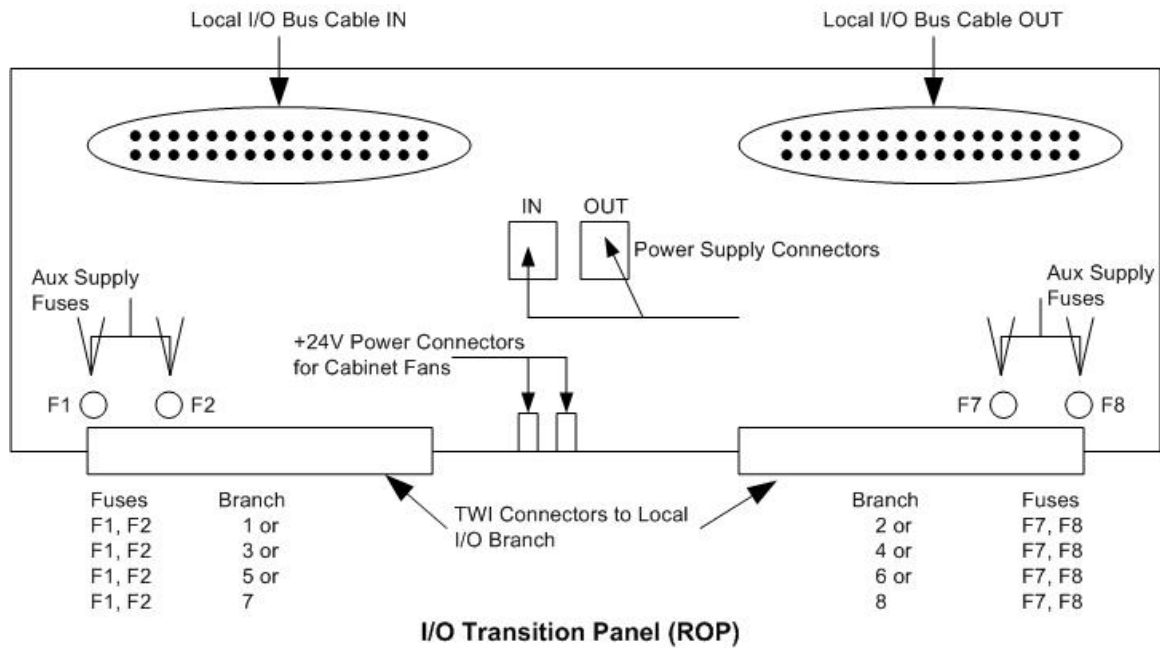 Local I/O Bus Cable IN
Local I/O Bus Cable OUT
IN
OUT
Power Supply Connectors
Aux Supply
Fuses
Aux Supply
Fuses
+24V Power Connectors
for Cabinet Fans
F1
F2
F7
F8
Fuses Branch
F1, F2 1 or
F1, F2 3 or
F1, F2 5 or
F1, F2 7
TWI Connectors to Local
I/O Branch
Branch Fuses
2 or F7, F8
4 or F7, F8
6 or F7, F8
8 F7, F8
I/O Transition Panel (ROP)